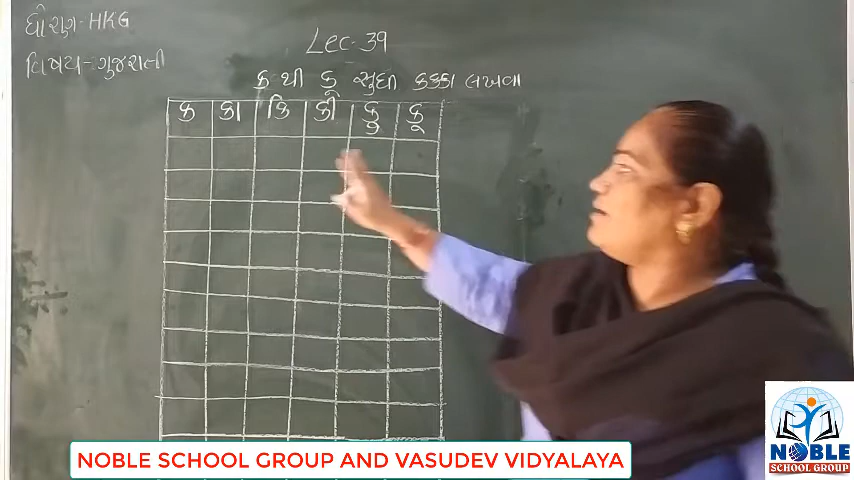 ધોરણ-HKG
વિષય-ગુજરાતી
Lec-39
ક થી કૂ સુધી કક્કા લખવા
ક કા કિ કી કુ કૂ
NOBLE SCHOOL GROUP AND VASUDEV VIDYALAYA
NOBLE
SCHOOL GROUP